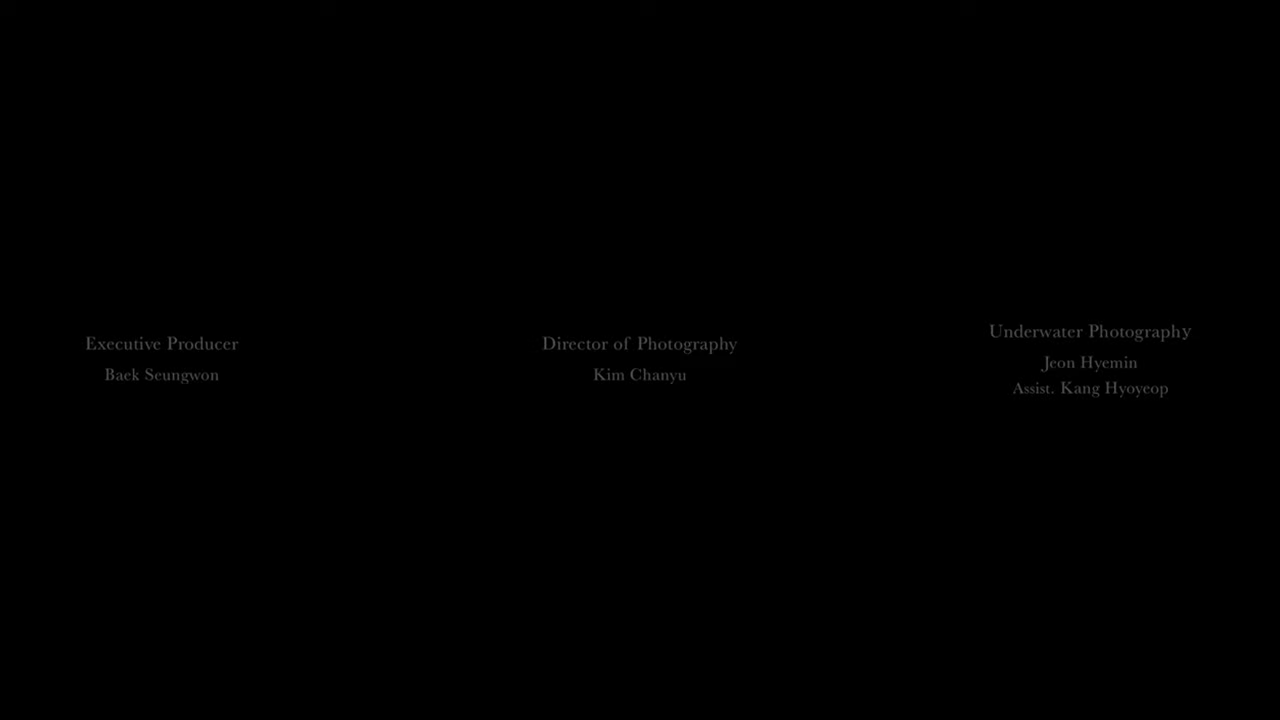 Executive Producer
Baek Seungwon
Director of Photography
Kim Chanyu
Underwater Photography
Jeon Hyemin
Assist. Kang Hyoyeop